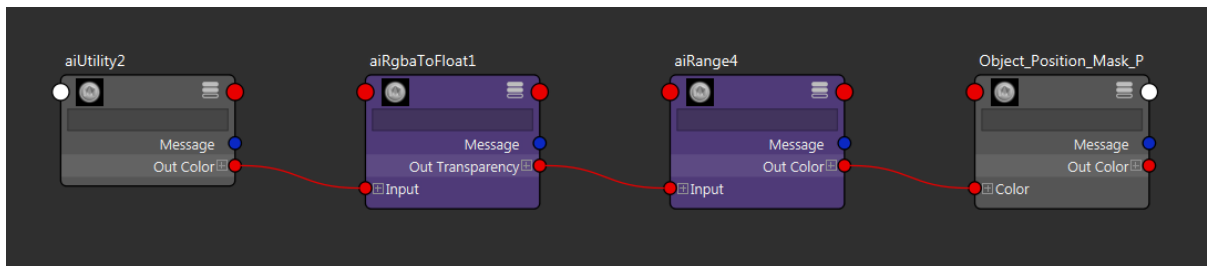 aiUtility2
Message
Out Color
aiRgbaToFloat1
Message
Out Transparency
Input
aiRange4
Message
Out Color
Input
Object_Position_Mask_P
Message
Out Color
Color